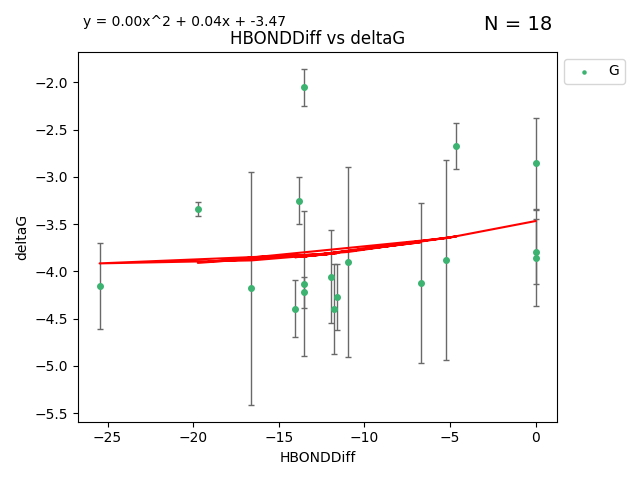 y = 0.00x^2 + 0.04x + -3.47
N = 18
HBONDDiff vs deltaG
G
−2.0
−2.5
−3.0
−3.5
−4.0
−4.5
−5.0
−5.5
deltaG
−25
−20
−15
−10
−5
0
HBONDDiff